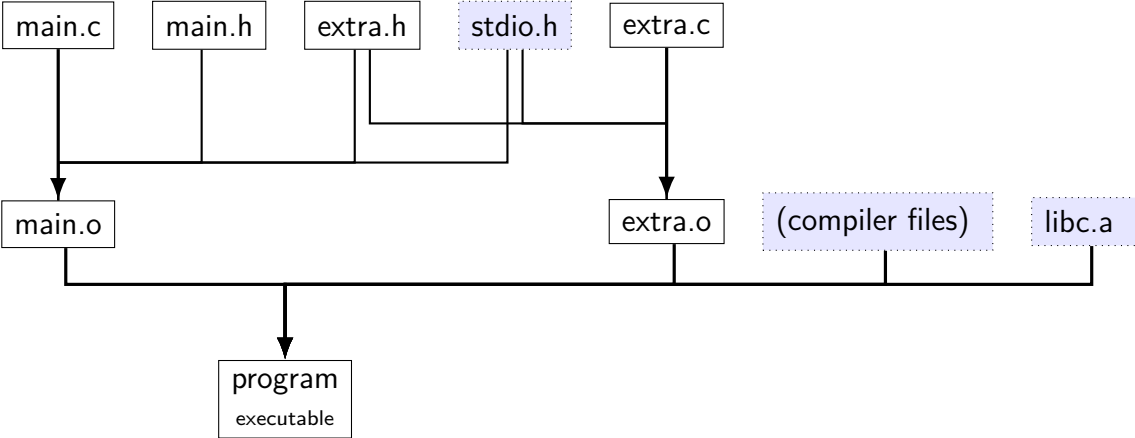 main.c
main.h
extra.h
stdio.h
extra.c
main.o
extra.o
(compiler files)
libc.a
program
executable